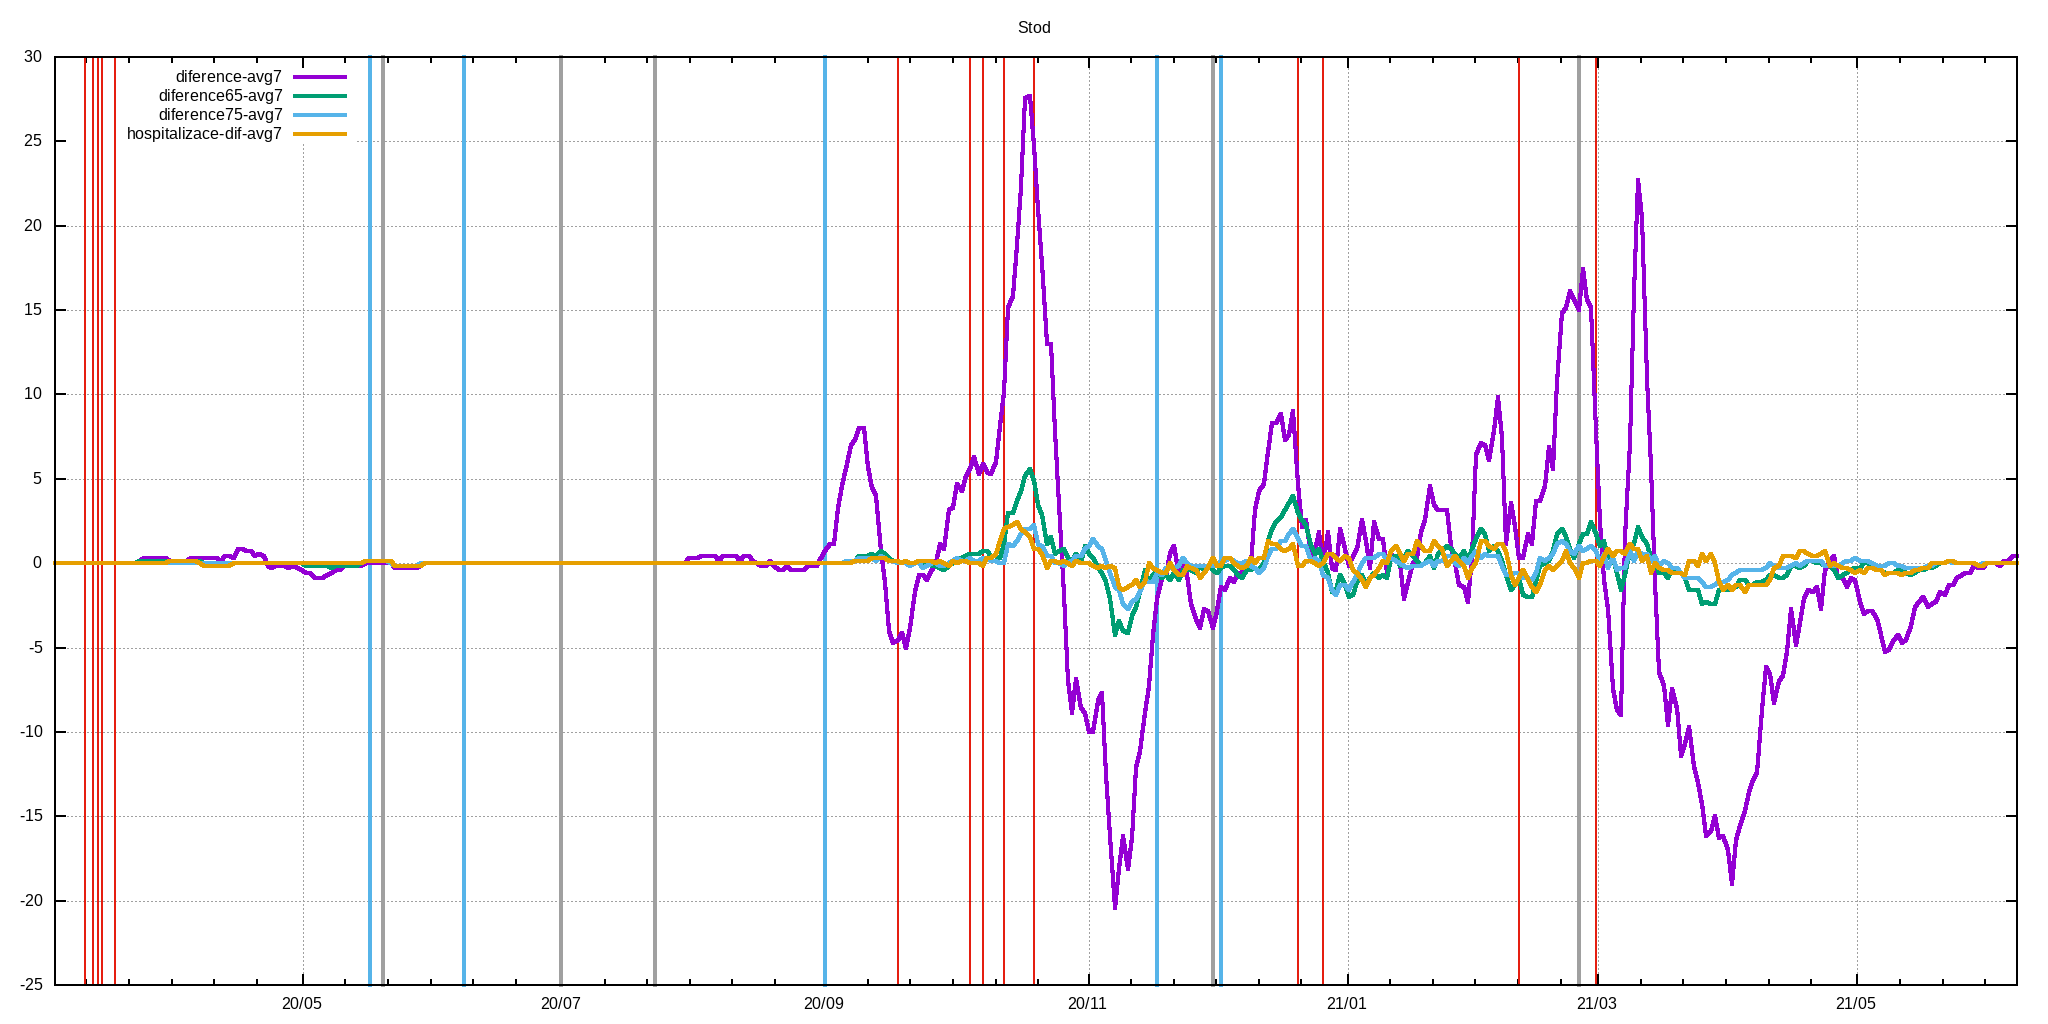 Stod
diference-avg7
diference65-avg7
diference75-avg7
hospitalizace-dif-avg7
30
25
20
15
10
5
0
-5
-10
-15
-20
-25
20/05 20/07 20/09 20/11 21/01 21/03 21/05